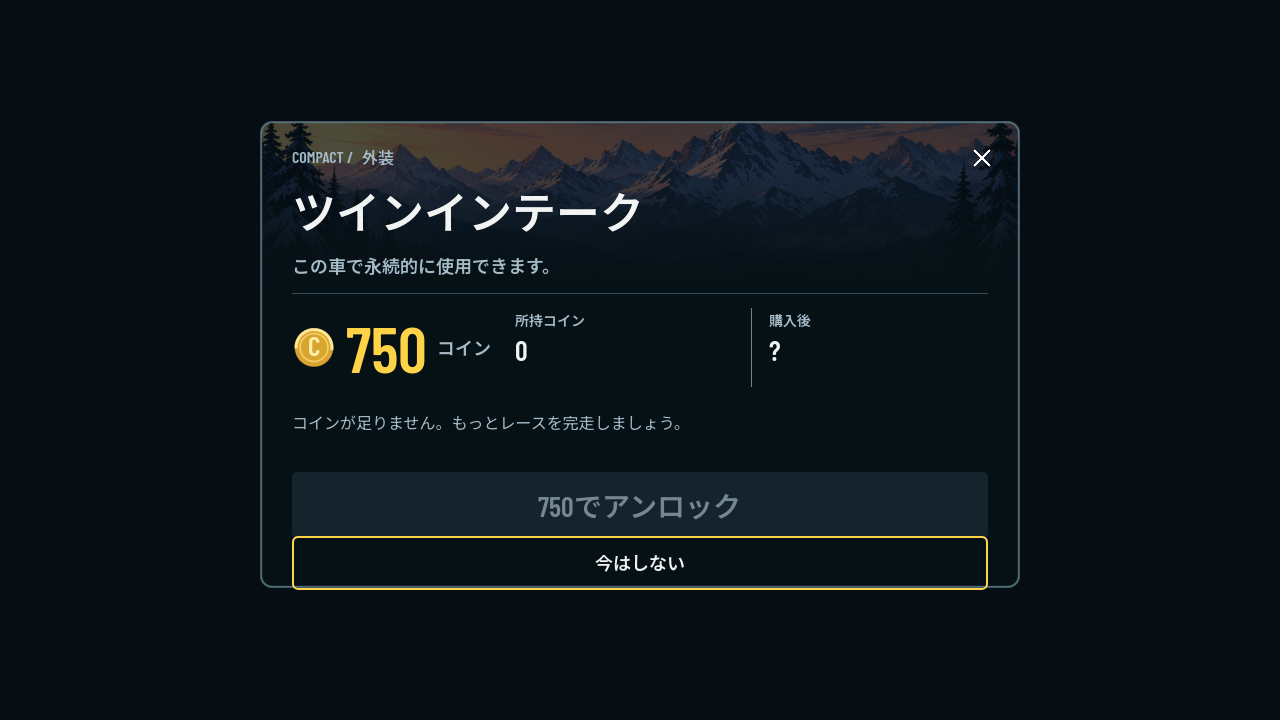 COMPACT / 外装
ツインインテーク
この車で永続的に使用できます。
C 750 コイン
所持コイン
0
購入後
?
コインが足りません。もっとレースを完走しましょう。
750でアンロック
今はしない